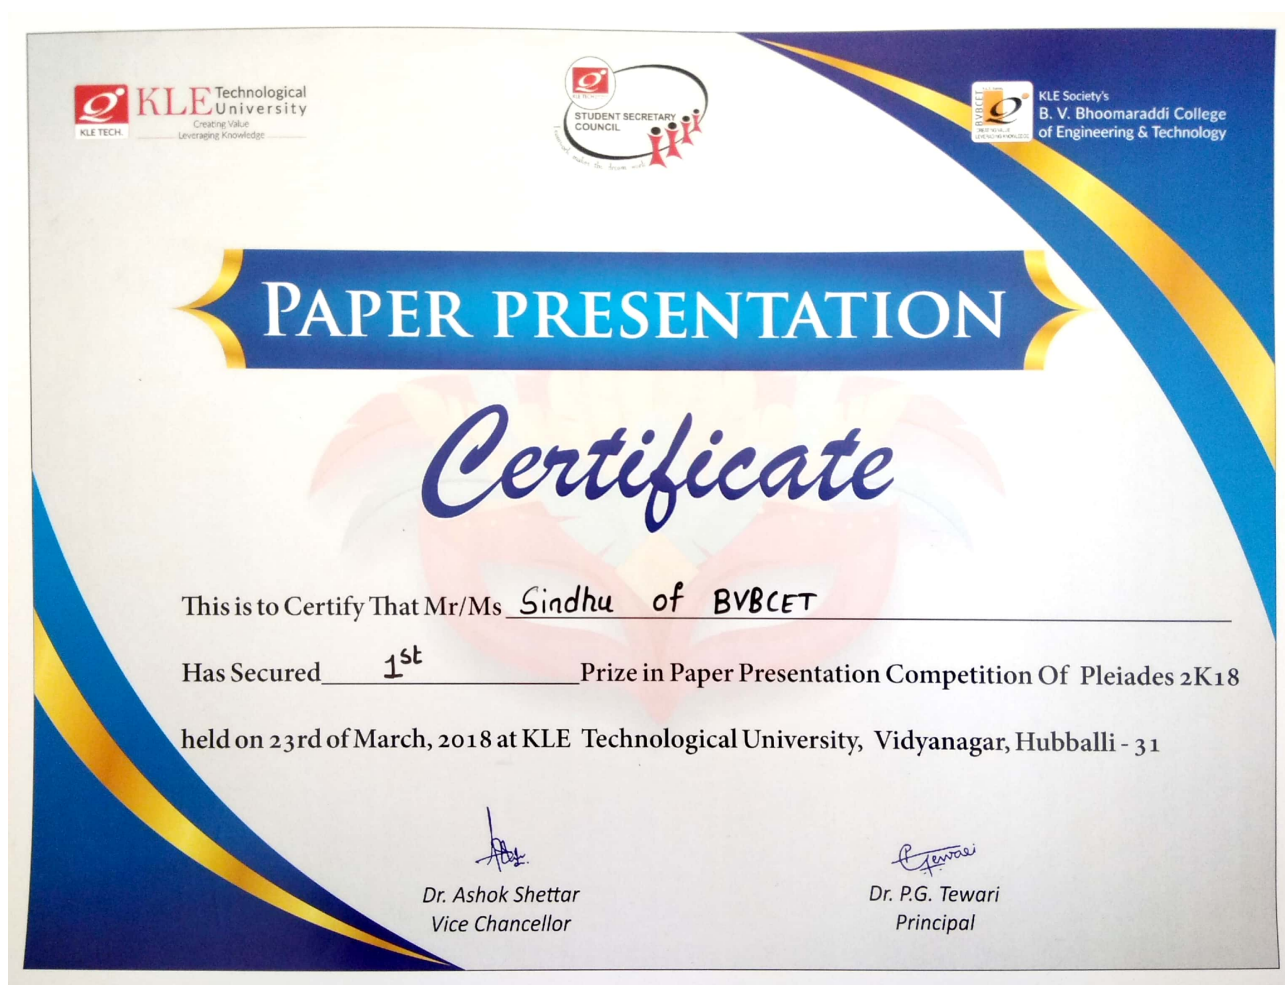 KLE Technological
University
Creating Value
Leveraging Knowledge
KLE TECH.
STUDENT SECRETARY
COUNCIL
KLE Society's
B. V. Bhoomaraddi College
of Engineering & Technology
BVBCET
PAPER PRESENTATION
Certificate
This is to Certify That Mr/Ms Sindhu of BVBCET
Has Secured 1st Prize in Paper Presentation Competition Of Pleiades 2K18
held on 23rd of March, 2018 at KLE Technological University, Vidyanagar, Hubballi - 31
Dr. Ashok Shettar
Vice Chancellor
Dr. P.G. Tewari
Principal